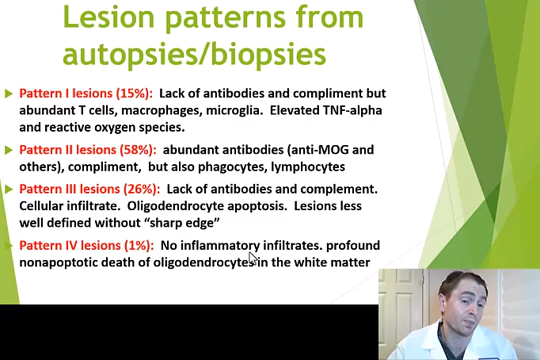 Lesion patterns from
autopsies/biopsies
Pattern I lesions (15%): Lack of antibodies and compliment but
abundant T cells, macrophages, microglia. Elevated TNF-alpha
and reactive oxygen species.
Pattern II lesions (58%): abundant antibodies (anti-MOG and
others), compliment, but also phagocytes, lymphocytes
Pattern III lesions (26%): Lack of antibodies and complement.
Cellular infiltrate. Oligodendrocyte apoptosis. Lesions less
well defined without “sharp edge”
Pattern IV lesions (1%): No inflammatory infiltrates. profound
nonapoptotic death of oligodendrocytes in the white matter